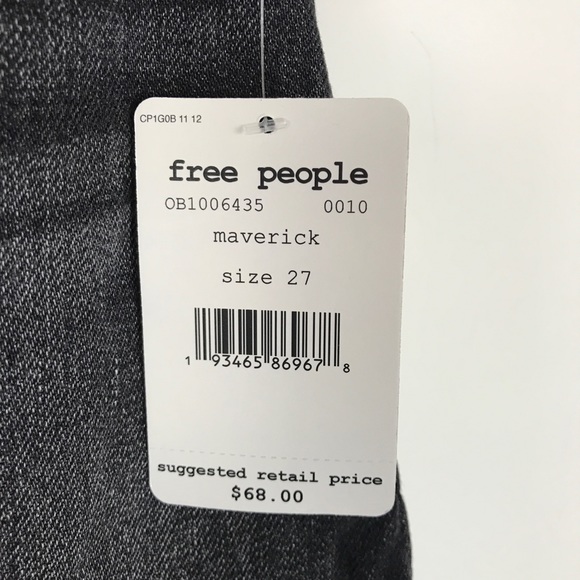 CP1G0B 11 12
free people
OB1006435 0010
maverick
size 27
1 93465 86967 8
suggested retail price
$68.00